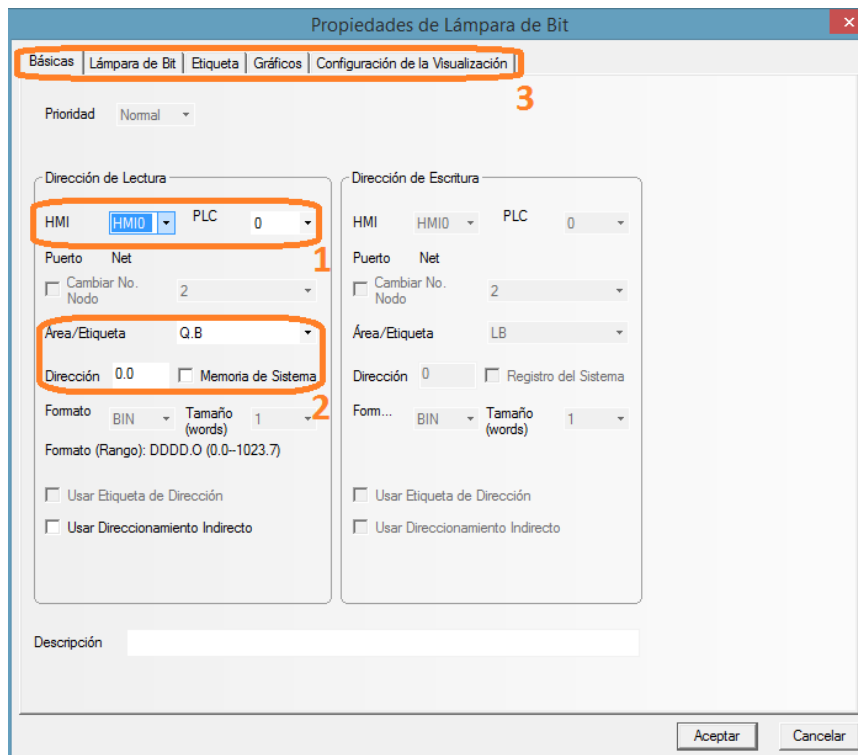 Propiedades de Lámpara de Bit
Básicas Lámpara de Bit Etiqueta Gráficos Configuración de la Visualización
3
Prioridad Normal
Dirección de Lectura
HMI HMI0 PLC 0
1
Puerto Net
Cambiar No. Nodo 2
Área/Etiqueta Q.B
Dirección 0.0 Memoria de Sistema
2
Formato BIN Tamaño (words) 1
Formato (Rango): DDDD.O (0.0--1023.7)
Usar Etiqueta de Dirección
Usar Direccionamiento Indirecto
Dirección de Escritura
HMI HMI0 PLC 0
Puerto Net
Cambiar No. Nodo 2
Área/Etiqueta LB
Dirección 0 Registro del Sistema
Form... BIN Tamaño (words) 1
Usar Etiqueta de Dirección
Usar Direccionamiento Indirecto
Descripción
Aceptar Cancelar